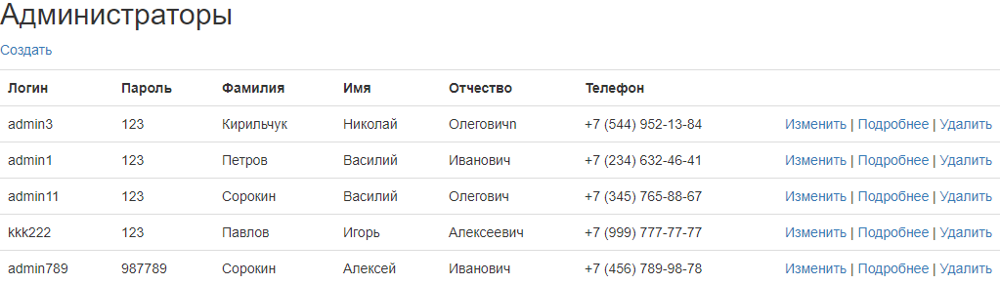 Администраторы
Создать
Логин Пароль Фамилия Имя Отчество Телефон
admin3 123 Кирильчук Николай Олеговичn +7 (544) 952-13-84 Изменить | Подробнее | Удалить
admin1 123 Петров Василий Иванович +7 (234) 632-46-41 Изменить | Подробнее | Удалить
admin11 123 Сорокин Василий Олегович +7 (345) 765-88-67 Изменить | Подробнее | Удалить
kkk222 123 Павлов Игорь Алексеевич +7 (999) 777-77-77 Изменить | Подробнее | Удалить
admin789 987789 Сорокин Алексей Иванович +7 (456) 789-98-78 Изменить | Подробнее | Удалить